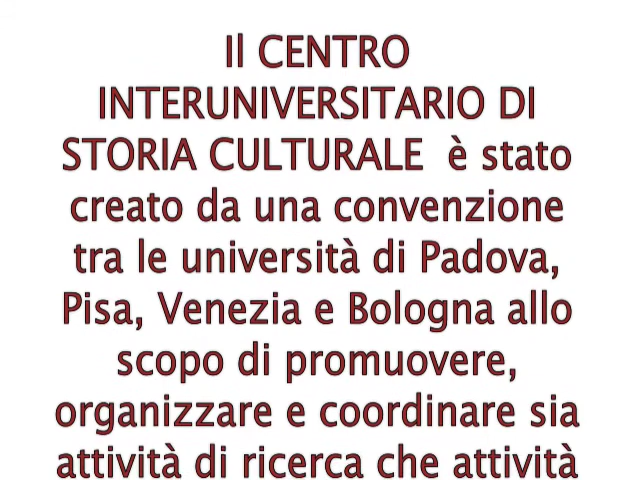 Il CENTRO
INTERUNIVERSITARIO DI
STORIA CULTURALE  è stato
creato da una convenzione
tra le università di Padova,
Pisa, Venezia e Bologna allo
scopo di promuovere,
organizzare e coordinare sia
attività di ricerca che attività